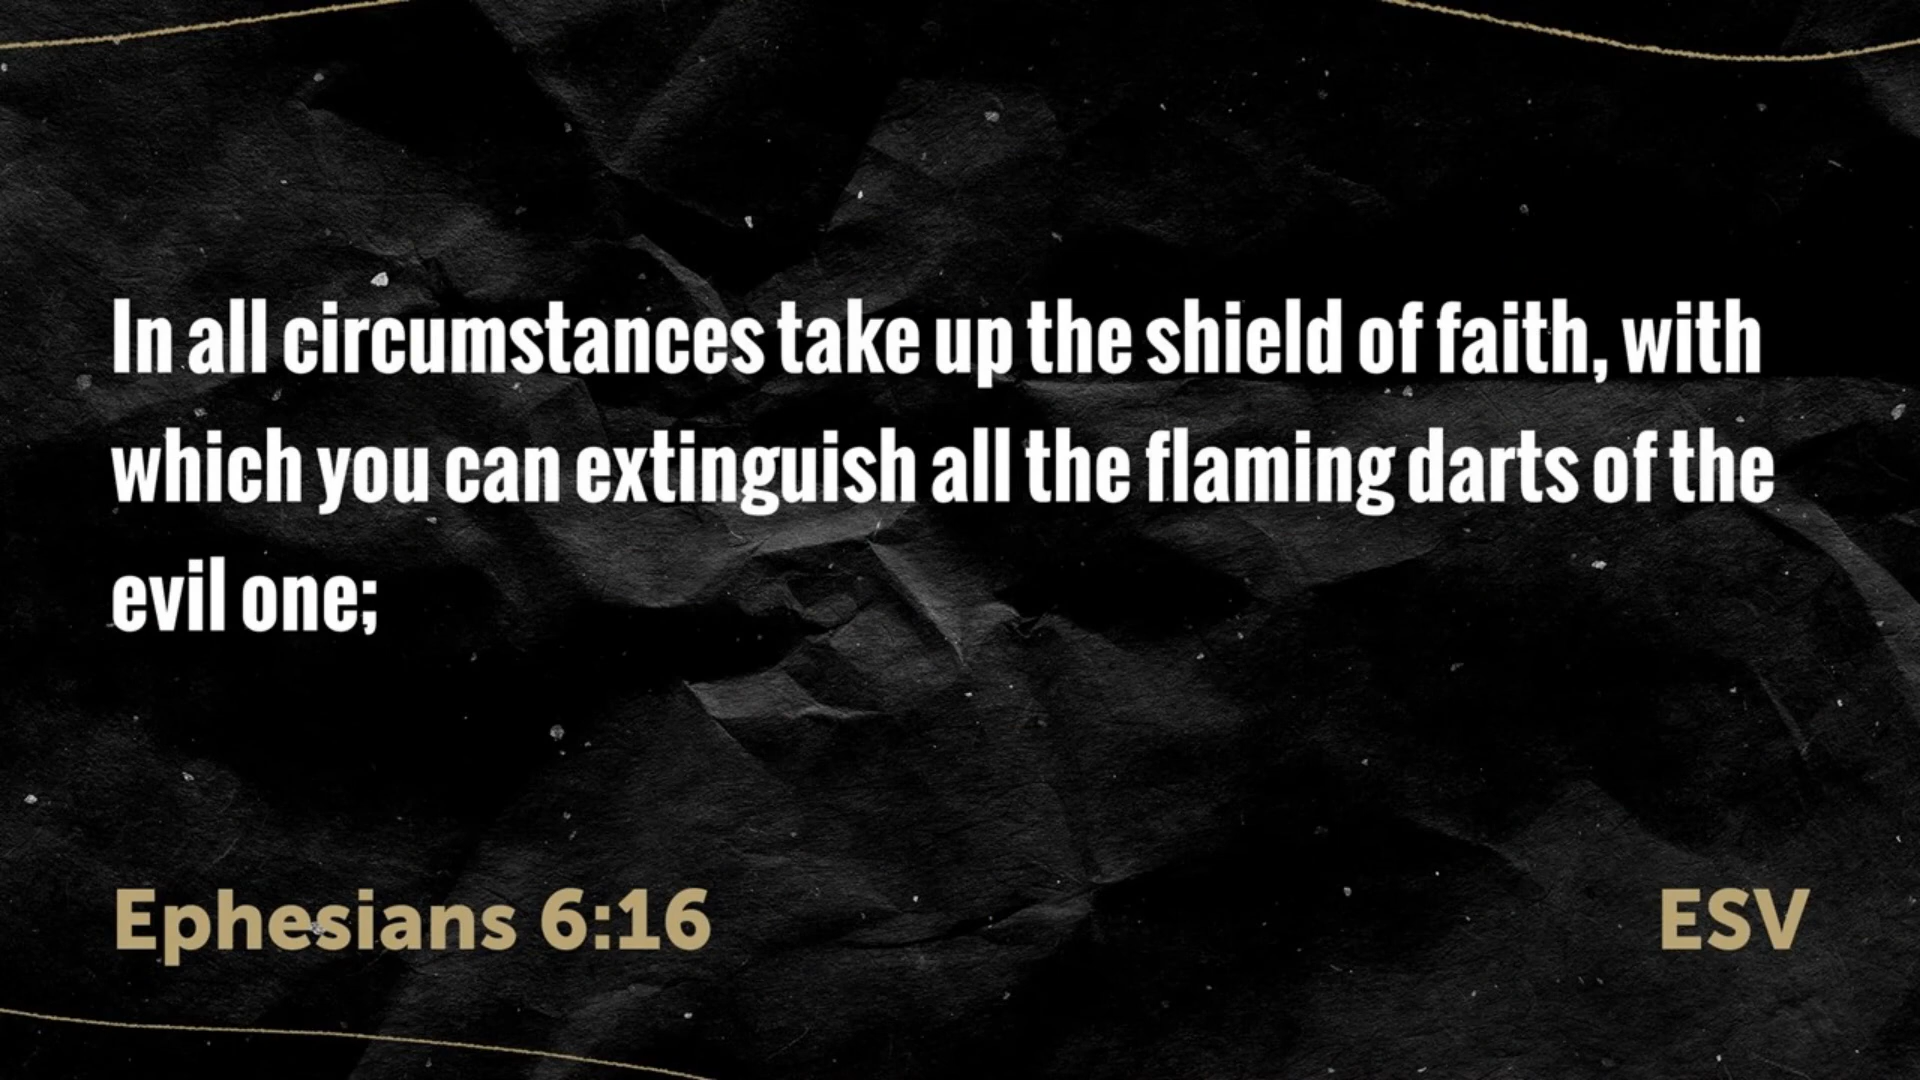 In all circumstances take up the shield of faith, with
which you can extinguish all the flaming darts of the
evil one;
Ephesians 6:16
ESV